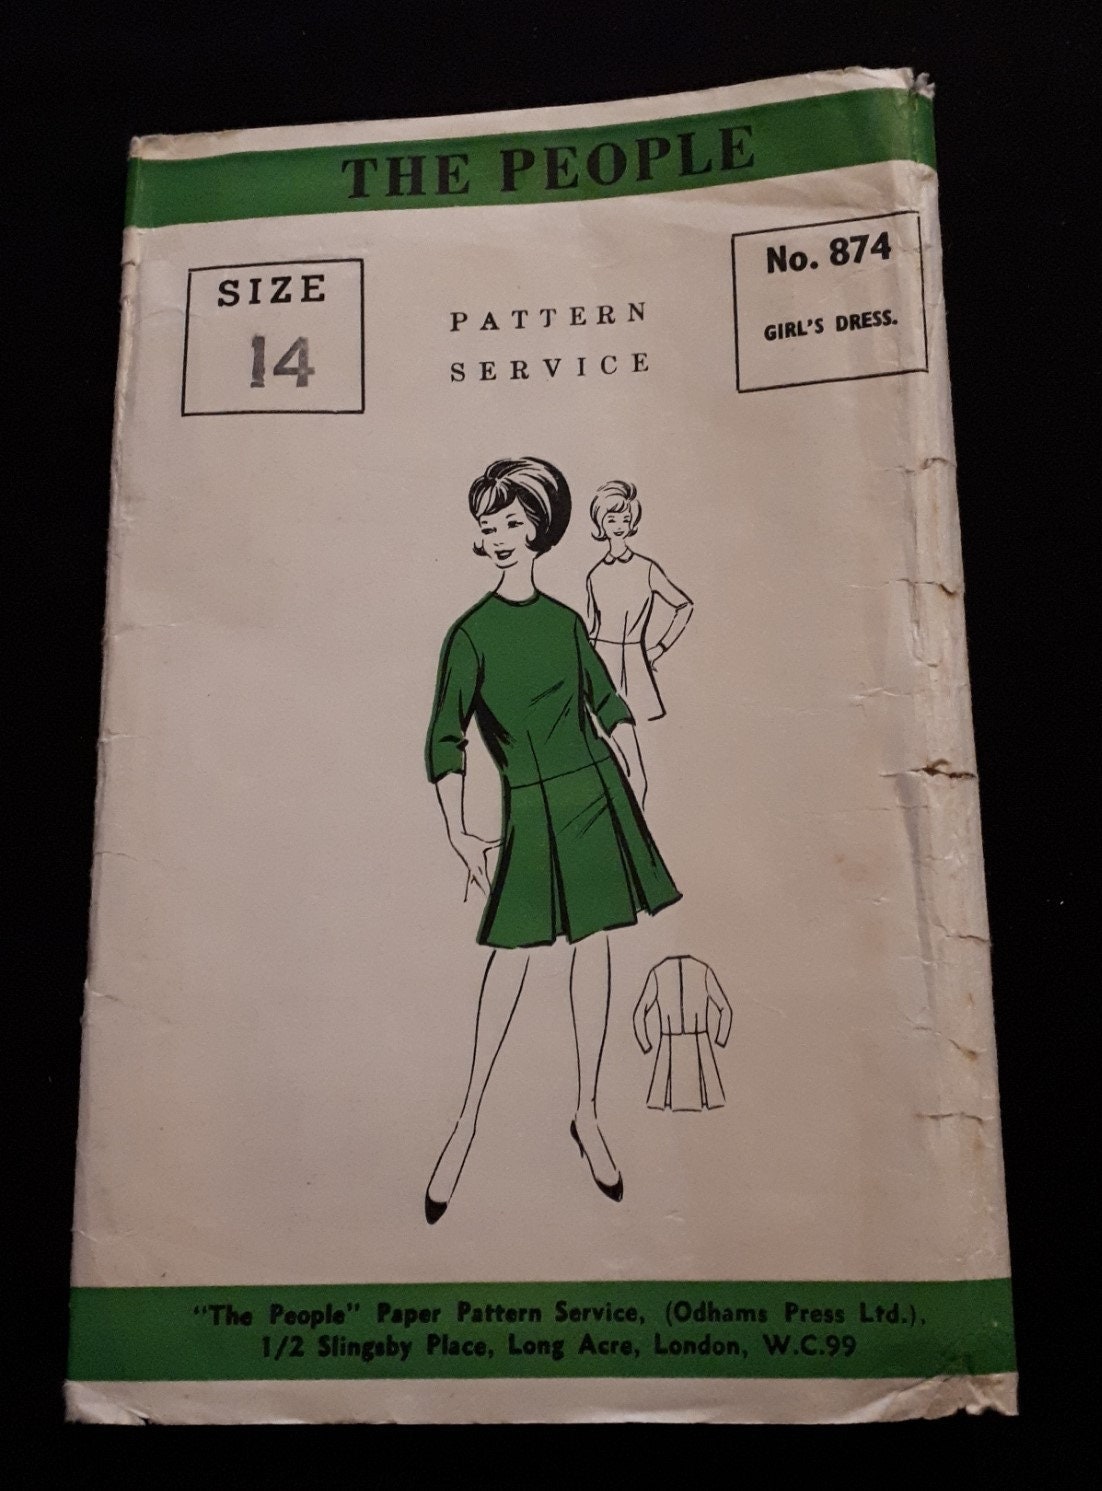 THE PEOPLE
SIZE
14
PATTERN
SERVICE
No. 874
GIRL'S DRESS.
"The People" Paper Pattern Service, (Odhams Press Ltd.),
1/2 Slingsby Place, Long Acre, London, W.C.99